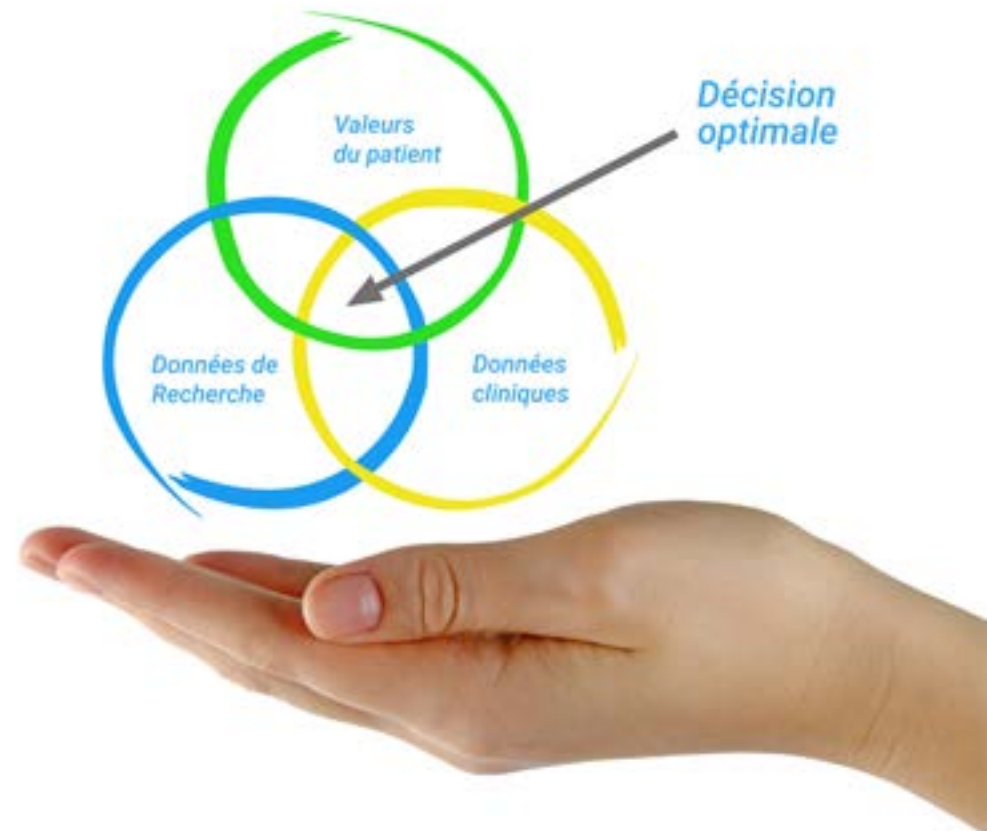 Valeurs
du patient
Décision
optimale
Données de
Recherche
Données
cliniques